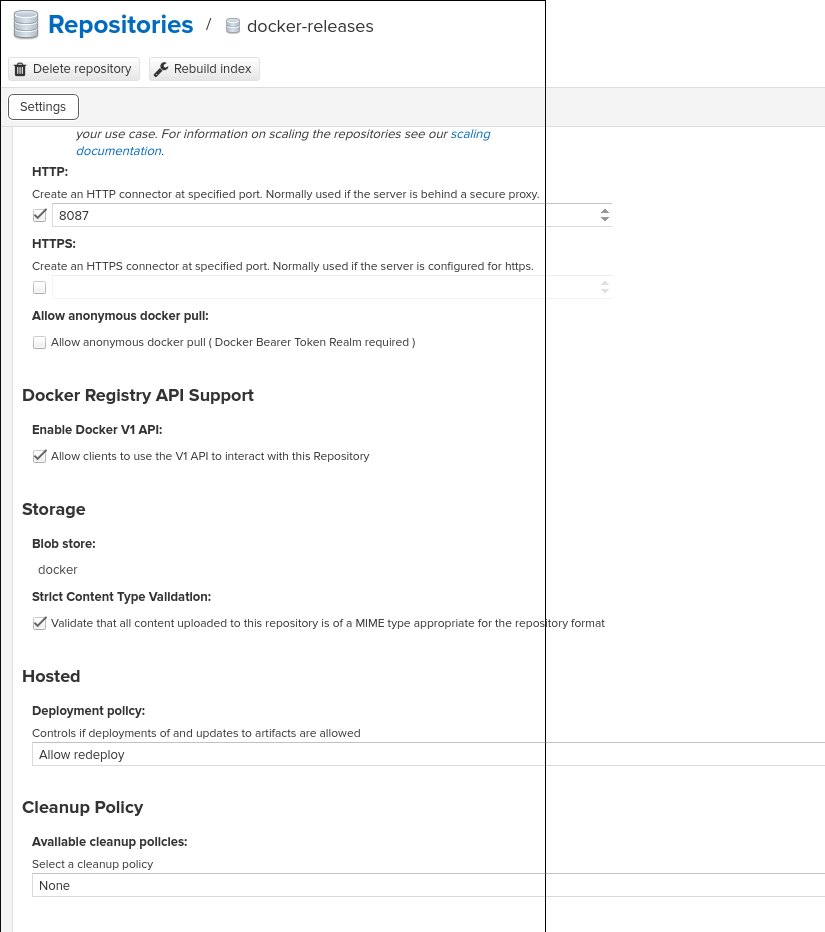 Repositories / docker-releases
Delete repository Rebuild index
Settings
your use case. For information on scaling the repositories see our scaling
documentation.
HTTP:
Create an HTTP connector at specified port. Normally used if the server is behind a secure proxy.
8087
HTTPS:
Create an HTTPS connector at specified port. Normally used if the server is configured for https.
Allow anonymous docker pull:
Allow anonymous docker pull ( Docker Bearer Token Realm required )
Docker Registry API Support
Enable Docker V1 API:
Allow clients to use the V1 API to interact with this Repository
Storage
Blob store:
docker
Strict Content Type Validation:
Validate that all content uploaded to this repository is of a MIME type appropriate for the repository format
Hosted
Deployment policy:
Controls if deployments of and updates to artifacts are allowed
Allow redeploy
Cleanup Policy
Available cleanup policies:
Select a cleanup policy
None